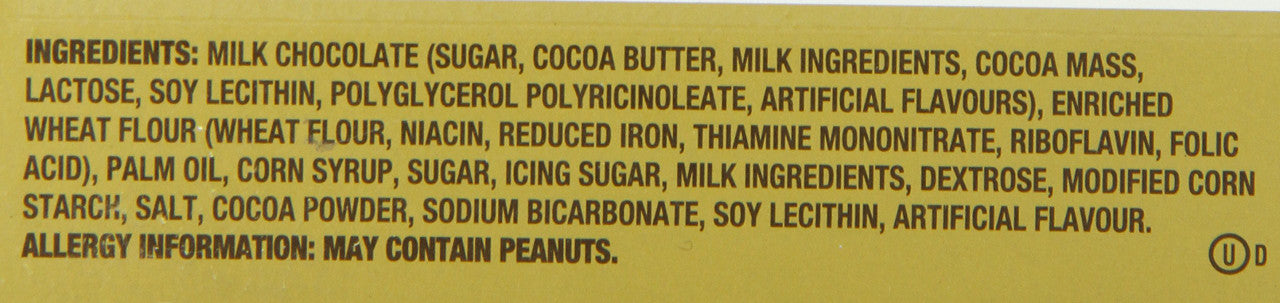 INGREDIENTS: MILK CHOCOLATE (SUGAR, COCOA BUTTER, MILK INGREDIENTS, COCOA MASS,
LACTOSE, SOY LECITHIN, POLYGLYCEROL POLYRICINOLEATE, ARTIFICIAL FLAVOURS), ENRICHED
WHEAT FLOUR (WHEAT FLOUR, NIACIN, REDUCED IRON, THIAMINE MONONITRATE, RIBOFLAVIN, FOLIC
ACID), PALM OIL, CORN SYRUP, SUGAR, ICING SUGAR, MILK INGREDIENTS, DEXTROSE, MODIFIED CORN
STARCH, SALT, COCOA POWDER, SODIUM BICARBONATE, SOY LECITHIN, ARTIFICIAL FLAVOUR.
ALLERGY INFORMATION: MAY CONTAIN PEANUTS.
U D